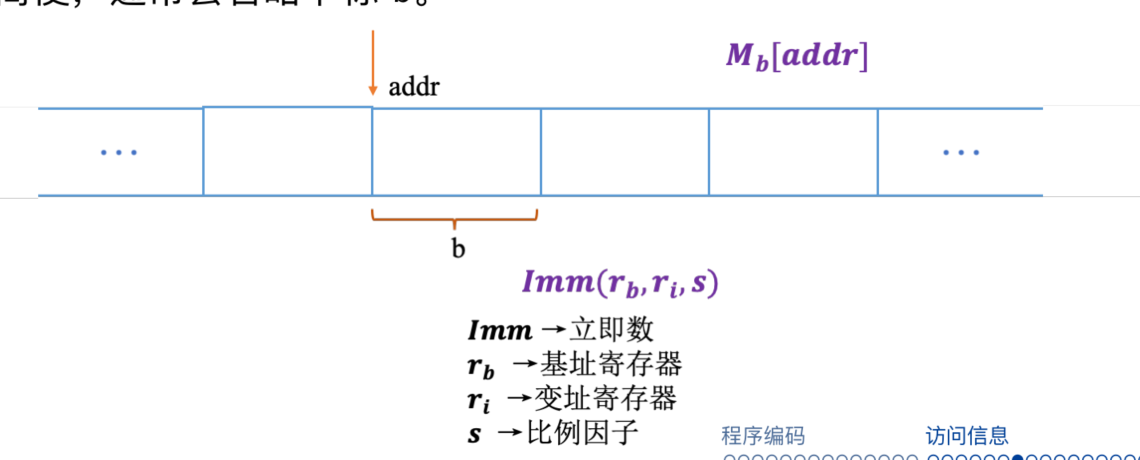 addr
M_b[addr]
...
...
b
Imm(r_b,r_i,s)
Imm→立即数
r_b →基址寄存器
r_i →变址寄存器
s →比例因子
程序编码
访问信息